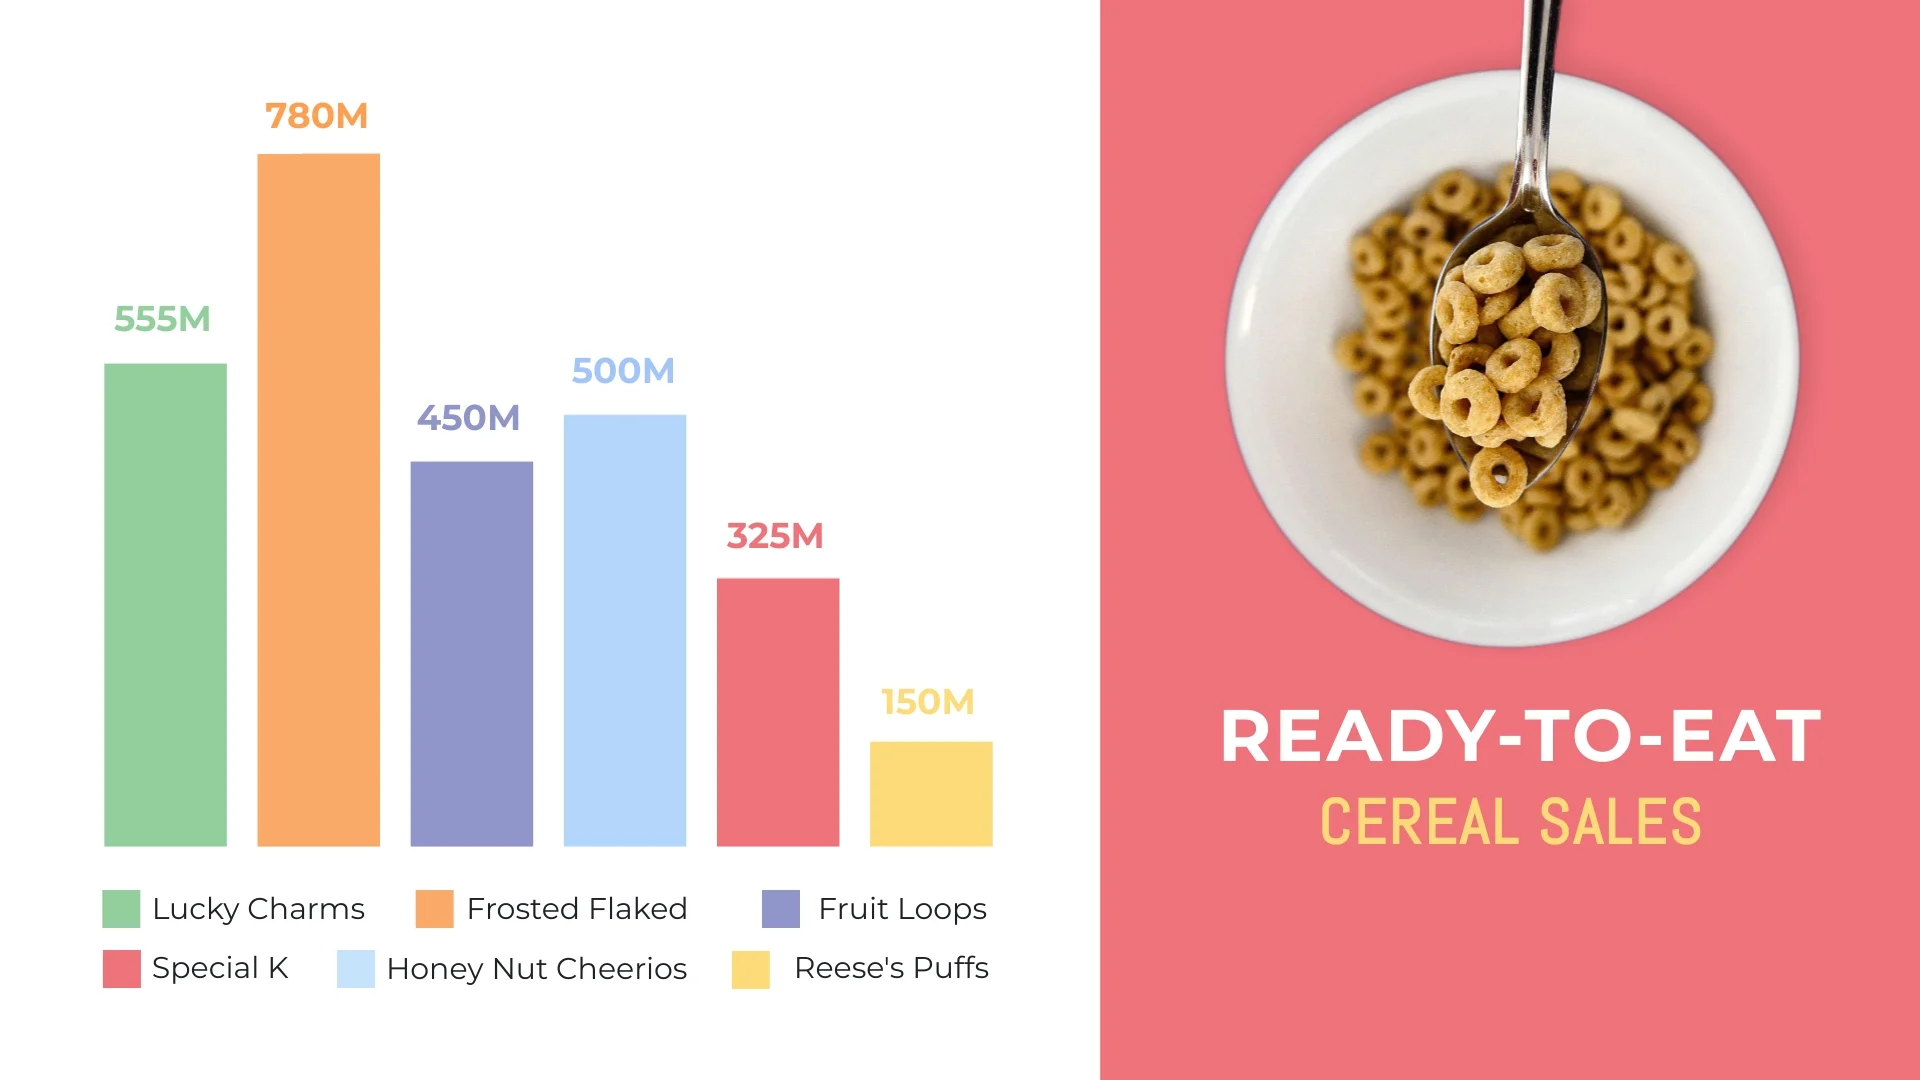 780M
555M
500M
450M
325M
150M
Lucky Charms Frosted Flaked Fruit Loops
Special K Honey Nut Cheerios Reese's Puffs
READY-TO-EAT
CEREAL SALES